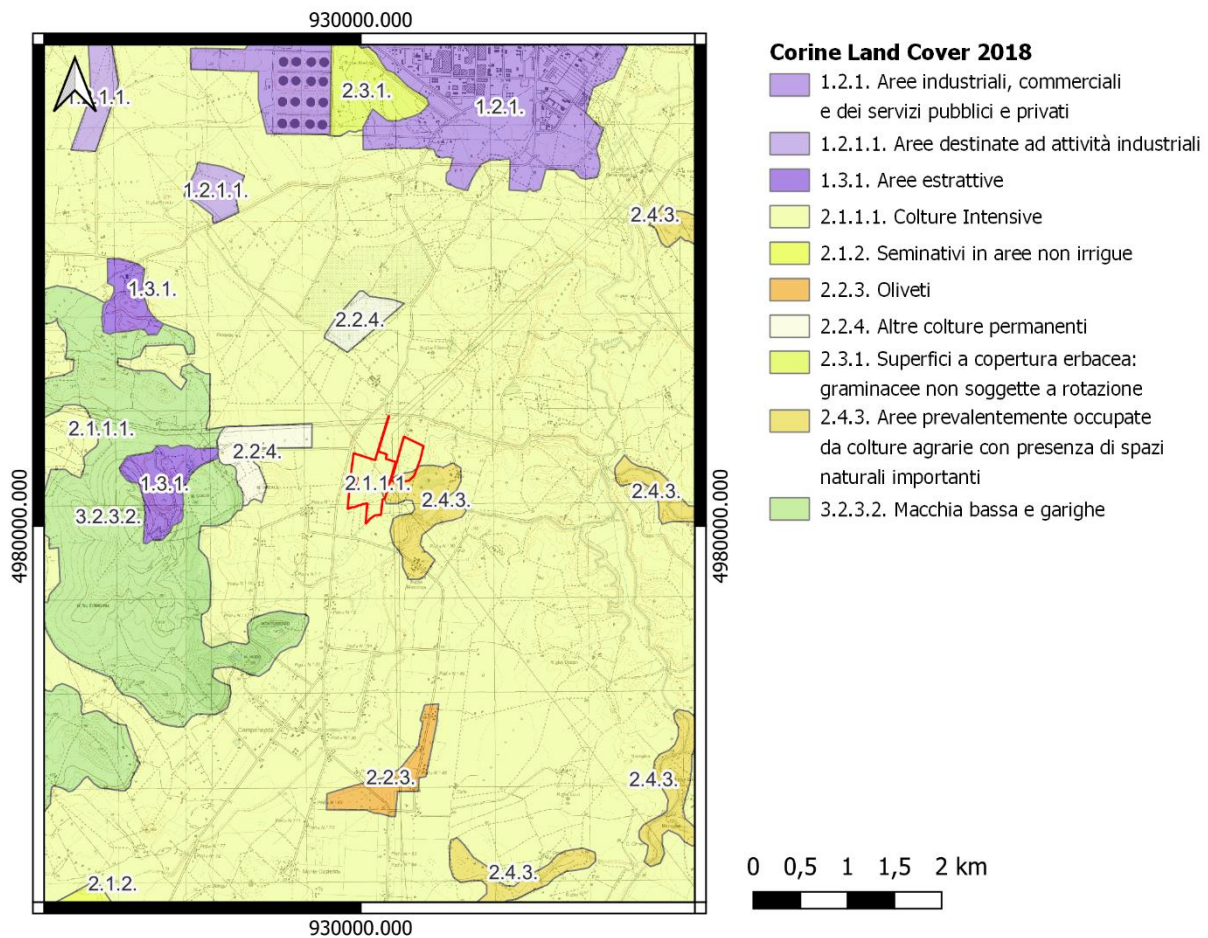 930000.000
1.2.1.1.
2.3.1.
1.2.1.
1.2.1.1.
2.4.3.
1.3.1.
2.2.4.
2.1.1.1.
2.2.4.
1.3.1.
2.1.1.1.
2.4.3.
2.4.3.
3.2.3.2.
4980000.000
4980000.000
Campanedda
2.2.3.
2.4.3.
2.4.3.
2.1.2.
930000.000
Corine Land Cover 2018
1.2.1. Aree industriali, commerciali
e dei servizi pubblici e privati
1.2.1.1. Aree destinate ad attività industriali
1.3.1. Aree estrattive
2.1.1.1. Colture Intensive
2.1.2. Seminativi in aree non irrigue
2.2.3. Oliveti
2.2.4. Altre colture permanenti
2.3.1. Superfici a copertura erbacea:
graminacee non soggette a rotazione
2.4.3. Aree prevalentemente occupate
da colture agrarie con presenza di spazi
naturali importanti
3.2.3.2. Macchia bassa e garighe
0 0,5 1 1,5 2 km